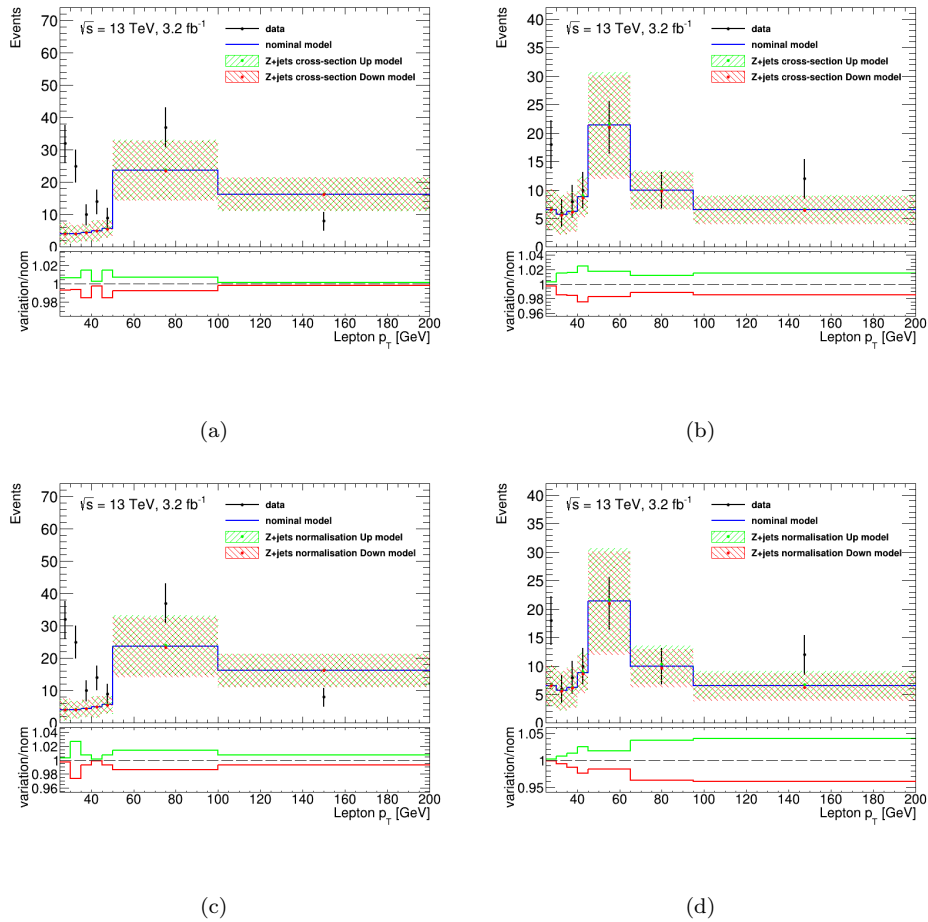 Events
70
60
50
40
30
20
10
0
√s = 13 TeV, 3.2 fb-1
data
nominal model
Z+jets cross-section Up model
Z+jets cross-section Down model
variation/nom
1.02
1
0.98
40 60 80 100 120 140 160 180 200
Lepton pT [GeV]
(a)
Events
40
35
30
25
20
15
10
5
0
√s = 13 TeV, 3.2 fb-1
data
nominal model
Z+jets cross-section Up model
Z+jets cross-section Down model
variation/nom
1.04
1.02
1
0.98
0.96
40 60 80 100 120 140 160 180 200
Lepton pT [GeV]
(b)
Events
70
60
50
40
30
20
10
0
√s = 13 TeV, 3.2 fb-1
data
nominal model
Z+jets normalisation Up model
Z+jets normalisation Down model
variation/nom
1.04
1.02
1
0.98
0.96
40 60 80 100 120 140 160 180 200
Lepton pT [GeV]
(c)
Events
40
35
30
25
20
15
10
5
0
√s = 13 TeV, 3.2 fb-1
data
nominal model
Z+jets normalisation Up model
Z+jets normalisation Down model
variation/nom
1.05
1
0.95
40 60 80 100 120 140 160 180 200
Lepton pT [GeV]
(d)